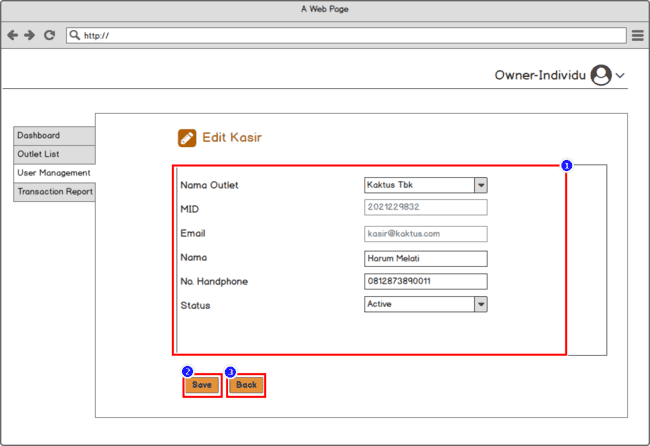 A Web Page
http://
Owner-Individu
Dashboard
Outlet List
User Management
Transaction Report
Edit Kasir
1
Nama Outlet Kaktus Tbk
MID 2021229832
Email kasir@kaktus.com
Nama Harum Melati
No. Handphone 0812873890011
Status Active
2 3
Save Back